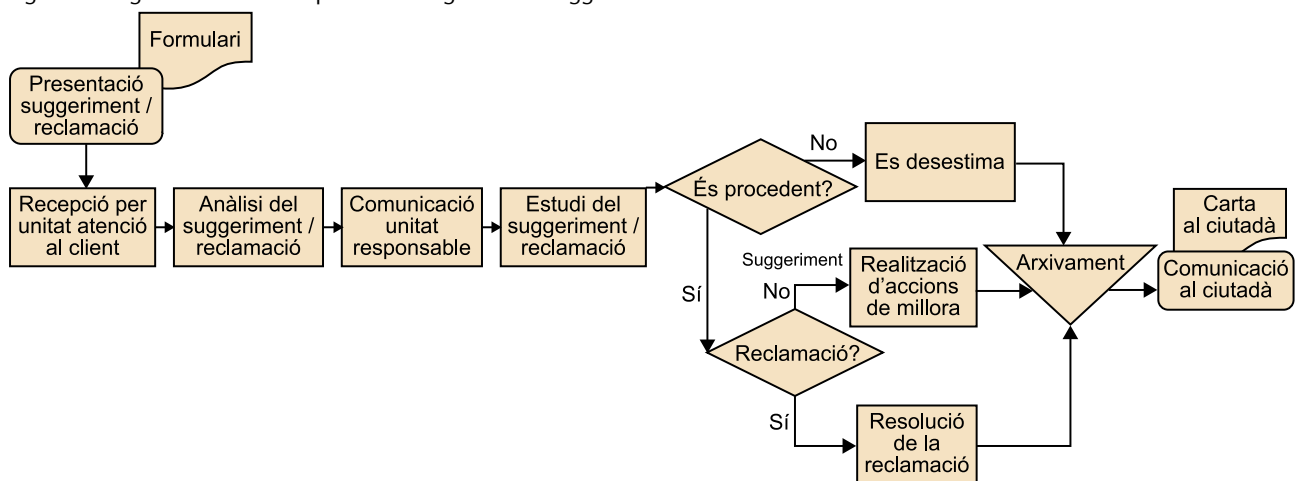 Formulari
Presentació
suggeriment /
reclamació
Recepció per
unitat atenció
al client
Anàlisi del
suggeriment /
reclamació
Comunicació
unitat
responsable
Estudi del
suggeriment /
reclamació
És procedent?
No
Es desestima
Sí
Reclamació?
Suggeriment
No
Realització
d'accions
de millora
Sí
Resolució
de la
reclamació
Arxivament
Carta
al ciutadà
Comunicació
al ciutadà